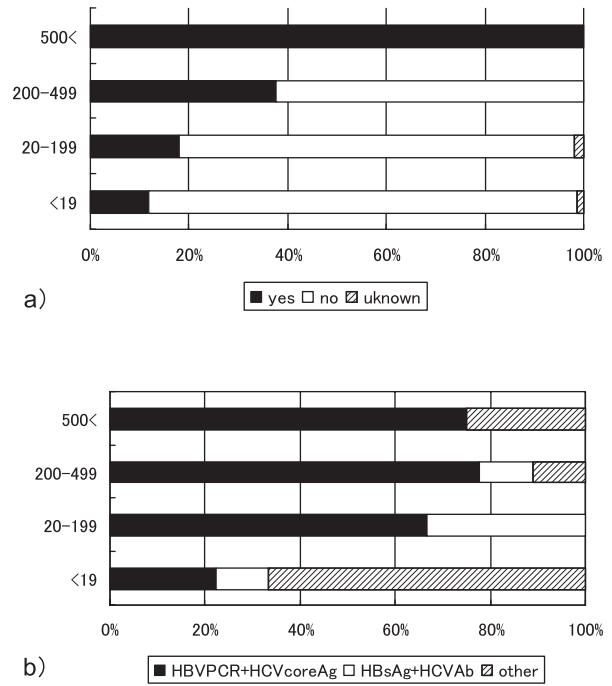 500<
200-499
20-199
<19
0% 20% 40% 60% 80% 100%
a) ■ yes □ no ▨ uknown
500<
200-499
20-199
<19
0% 20% 40% 60% 80% 100%
b) ■ HBVPCR+HCVcoreAg □ HBsAg+HCVAb ▨ other